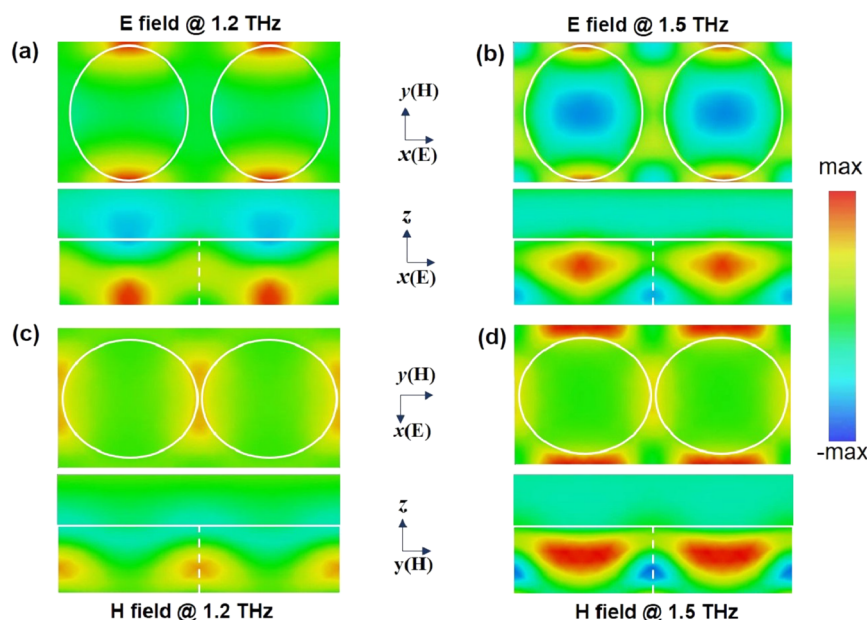 E field @ 1.2 THz
E field @ 1.5 THz
(a)
(b)
y(H)
x(E)
max
z
x(E)
(c)
(d)
y(H)
x(E)
-max
z
y(H)
H field @ 1.2 THz
H field @ 1.5 THz